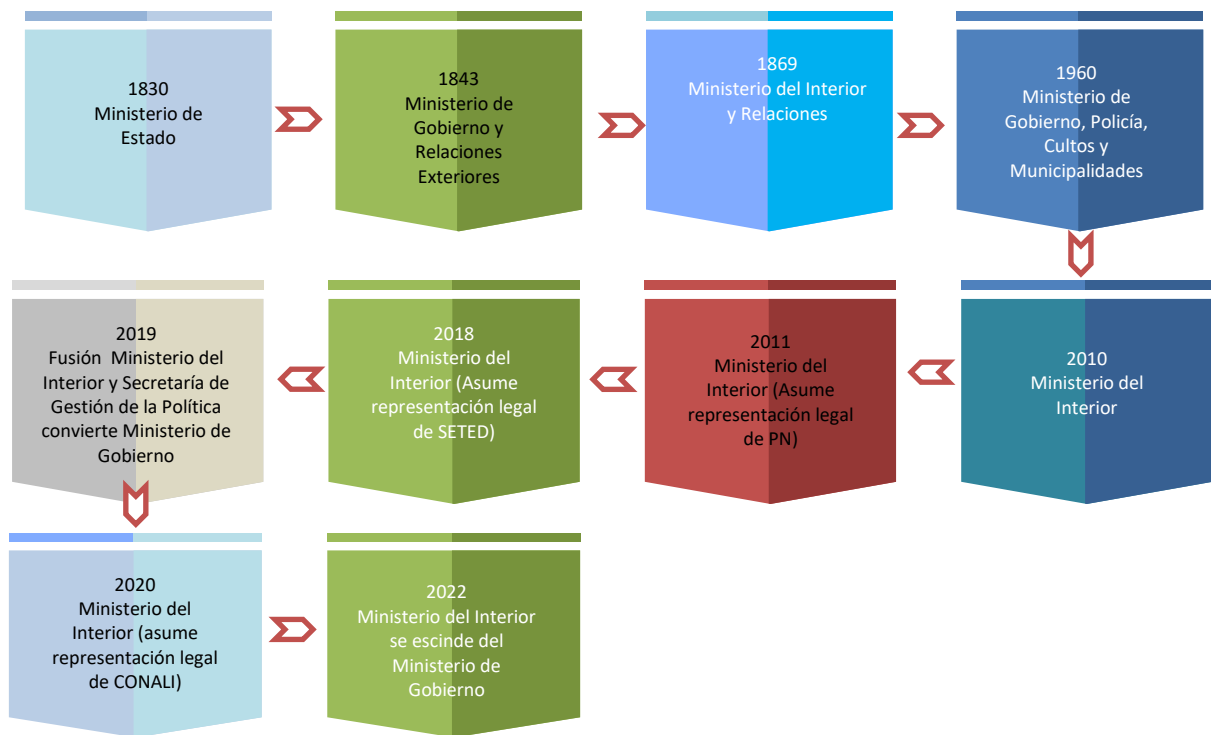 1830
Ministerio de
Estado
1843
Ministerio de
Gobierno y
Relaciones
Exteriores
1869
Ministerio del Interior
y Relaciones
1960
Ministerio de
Gobierno, Policía,
Cultos y
Municipalidades
2010
Ministerio del
Interior
2011
Ministerio del
Interior (Asume
representación legal
de PN)
2018
Ministerio del
Interior (Asume
representación legal
de SETED)
2019
Fusión Ministerio del
Interior y Secretaría de
Gestión de la Política
convierte Ministerio de
Gobierno
2020
Ministerio del
Interior (asume
representación legal
de CONALI)
2022
Ministerio del Interior
se escinde del
Ministerio de
Gobierno